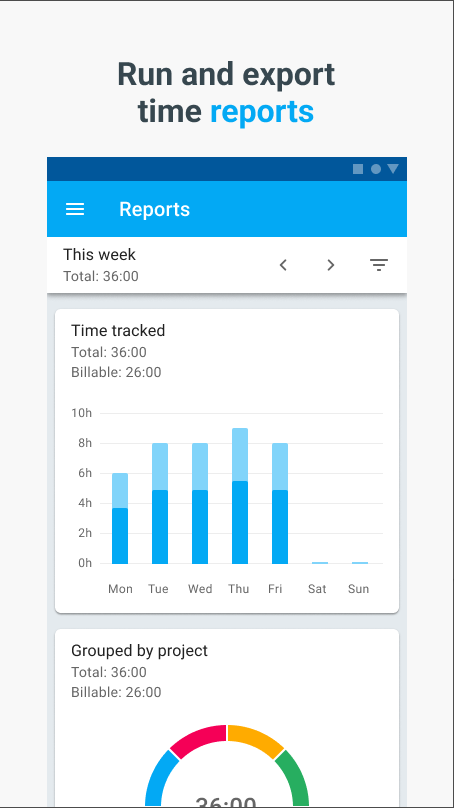 Run and export
time reports
Reports
This week
Total: 36:00
Time tracked
Total: 36:00
Billable: 26:00
10h
8h
6h
4h
2h
0h
Mon Tue Wed Thu Fri Sat Sun
Grouped by project
Total: 36:00
Billable: 26:00
36:00